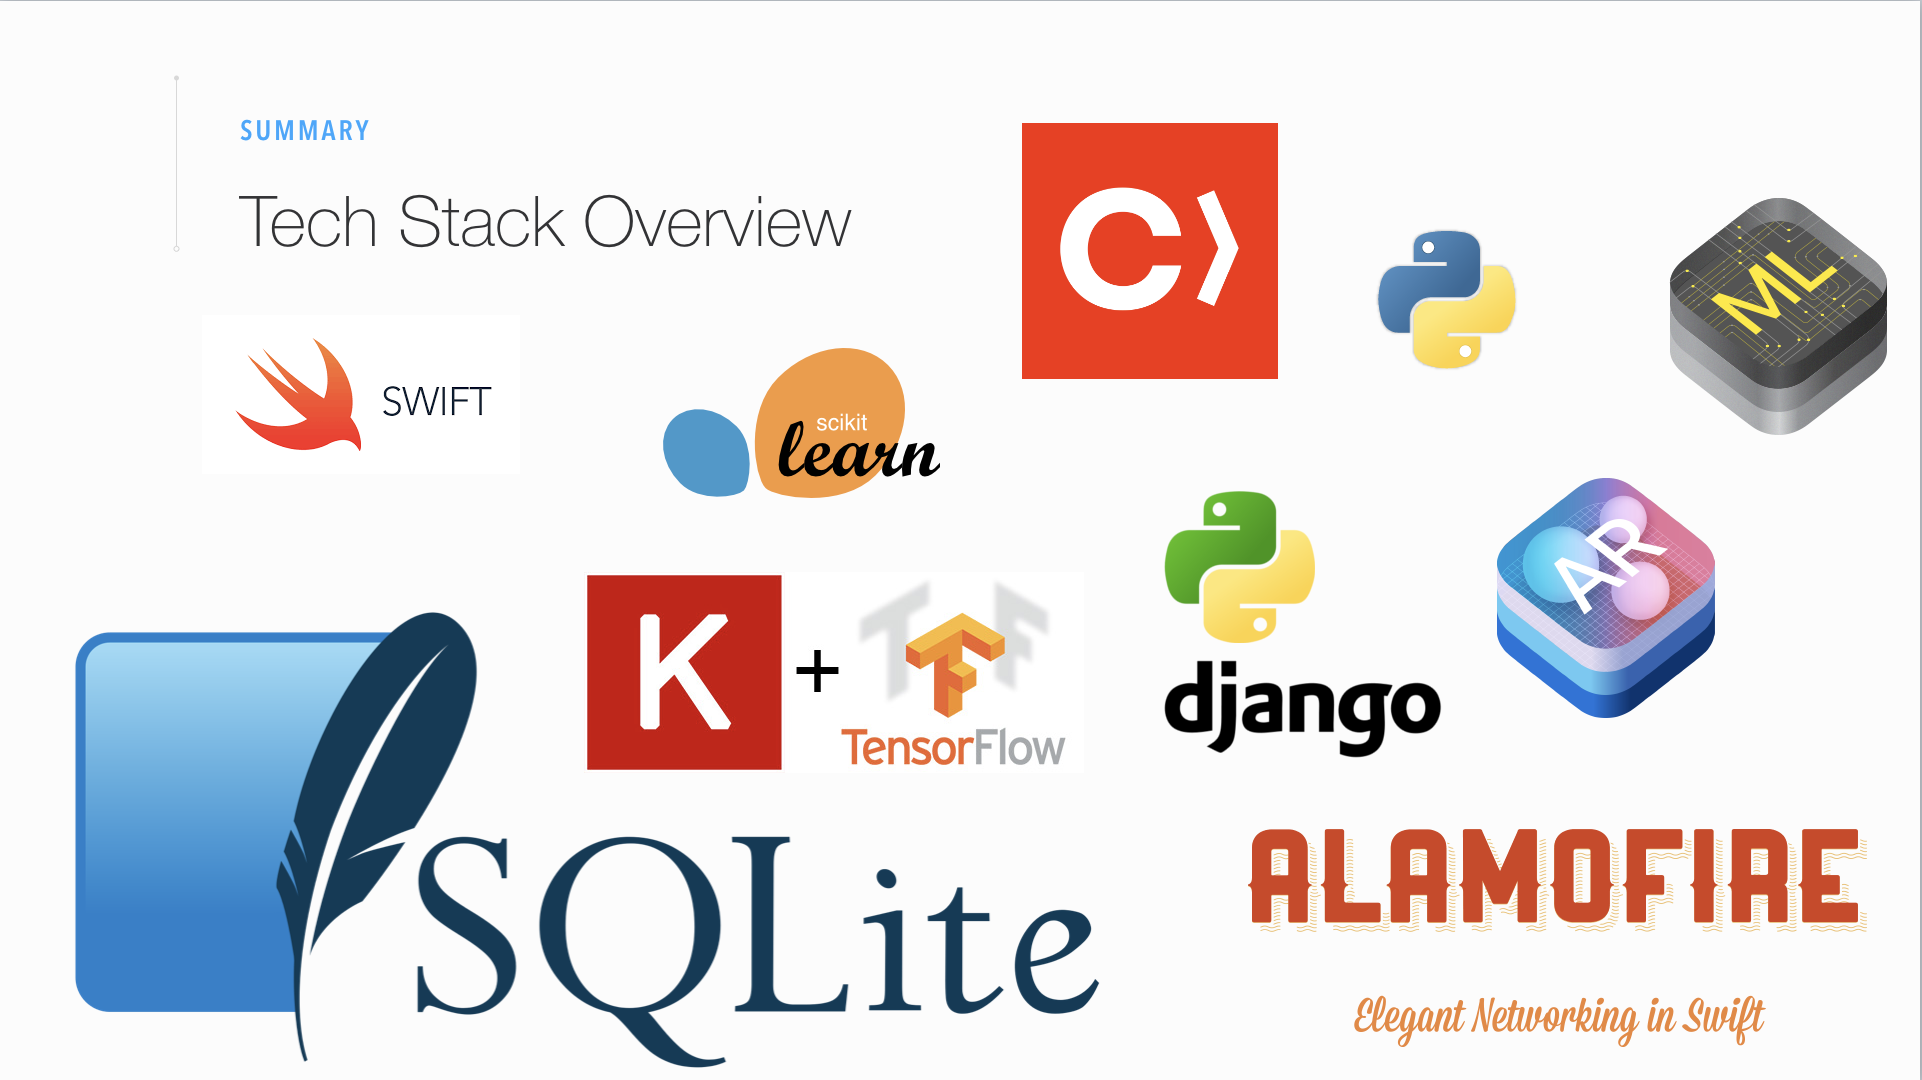 SUMMARY
Tech Stack Overview
SWIFT
scikit
learn
C
ML
AR
K
+
TensorFlow
django
SQLite
ALAMOFIRE
Elegant Networking in Swift